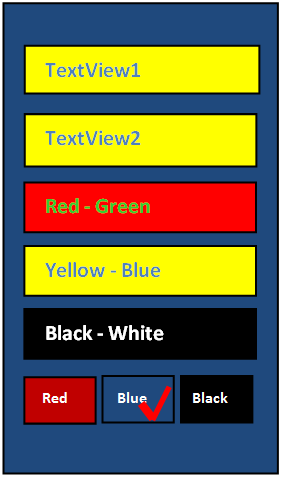 TextView1
TextView2
Red - Green
Yellow - Blue
Black - White
Red Blue Black